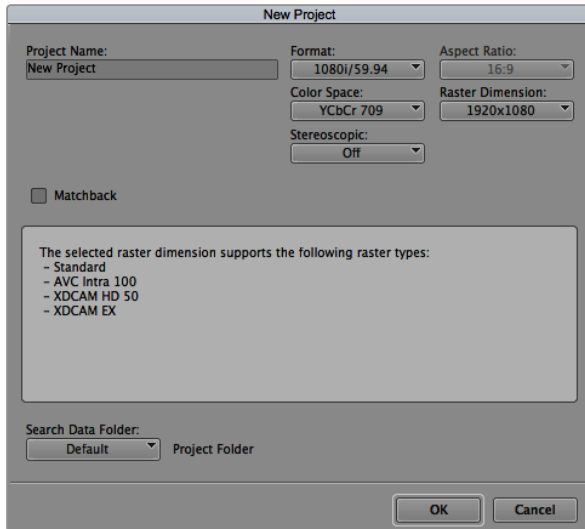 New Project
Project Name:
New Project
Format:
1080i/59.94
Aspect Ratio:
16:9
Color Space:
YCbCr 709
Raster Dimension:
1920x1080
Stereoscopic:
Off
Matchback
The selected raster dimension supports the following raster types:
– Standard
– AVC Intra 100
– XDCAM HD 50
– XDCAM EX
Search Data Folder:
Default
Project Folder
OK
Cancel